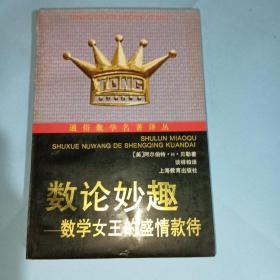 TONG
通俗数学名著译丛
SHULUN MIAOQU
SHUXUE NUWANG DE SHENGQING KUANDAI
[美]阿尔伯特·H·贝勒著
谈祥柏译
上海教育出版社
数论妙趣
——数学女王的盛情款待